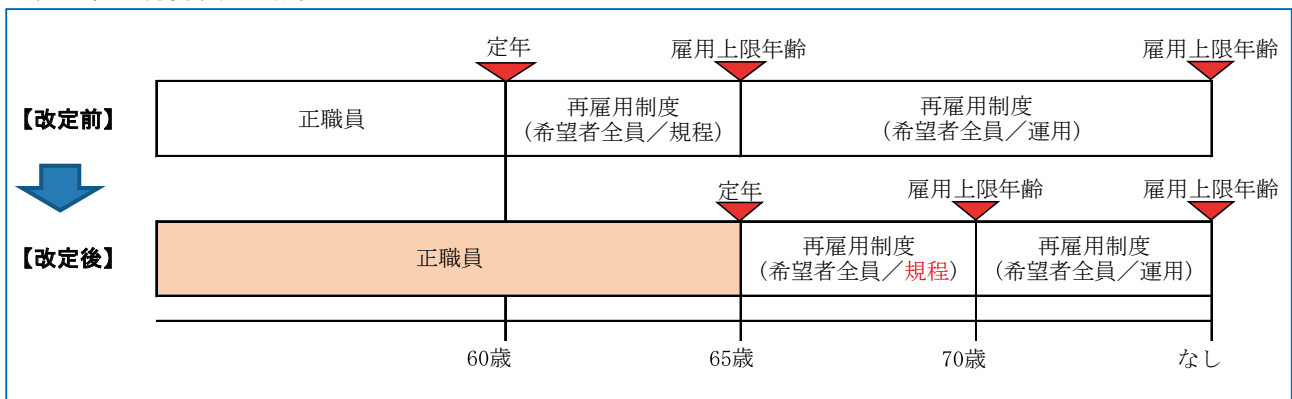 定年
雇用上限年齢
雇用上限年齢
【改定前】
正職員
再雇用制度
(希望者全員／規程)
再雇用制度
(希望者全員／運用)
定年
雇用上限年齢
雇用上限年齢
【改定後】
正職員
再雇用制度
(希望者全員／規程)
再雇用制度
(希望者全員／運用)
60歳
65歳
70歳
なし